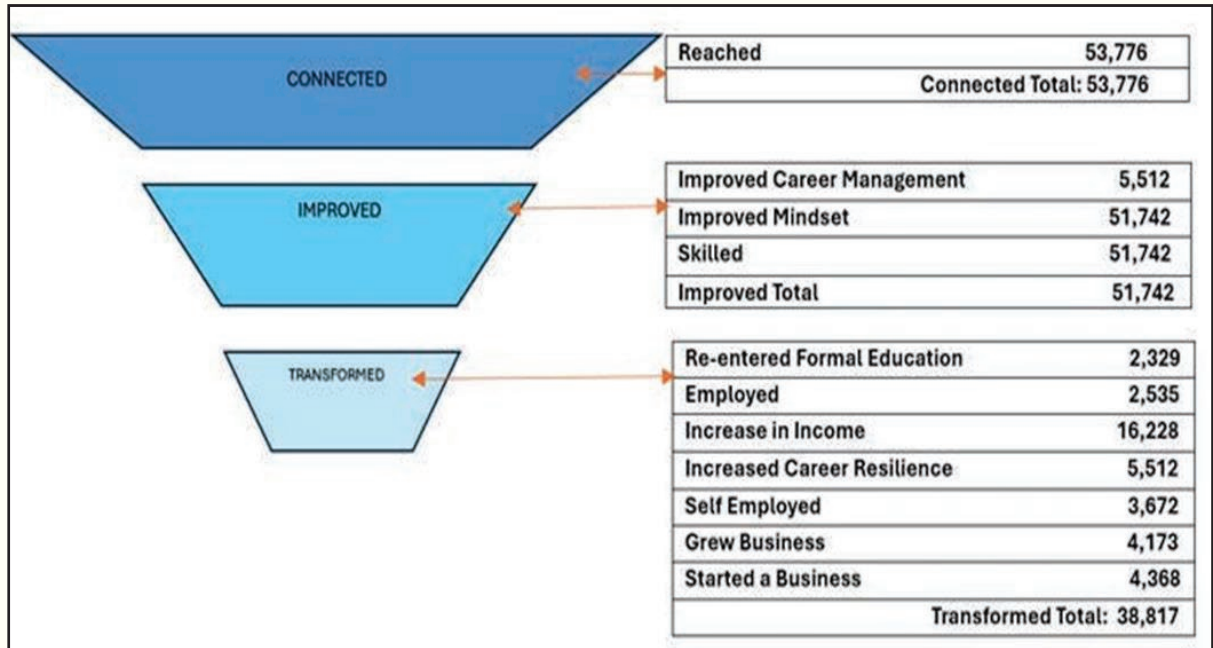 CONNECTED
Reached 53,776
Connected Total: 53,776
IMPROVED
Improved Career Management 5,512
Improved Mindset 51,742
Skilled 51,742
Improved Total 51,742
TRANSFORMED
Re-entered Formal Education 2,329
Employed 2,535
Increase in Income 16,228
Increased Career Resilience 5,512
Self Employed 3,672
Grew Business 4,173
Started a Business 4,368
Transformed Total: 38,817